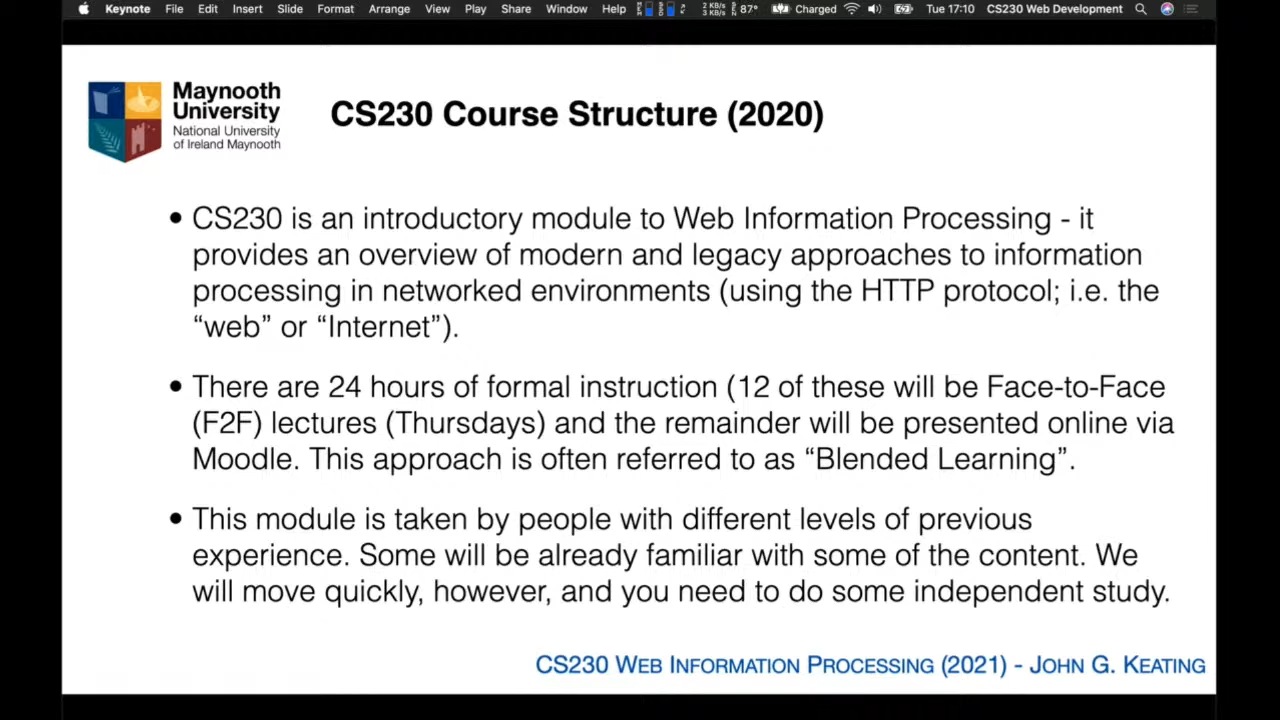 Keynote File Edit Insert Slide Format Arrange View Play Share Window Help 2 KB/s 3 KB/s 87° Charged Tue 17:10 CS230 Web Development
Maynooth
University
National University
of Ireland Maynooth
CS230 Course Structure (2020)
• CS230 is an introductory module to Web Information Processing - it
provides an overview of modern and legacy approaches to information
processing in networked environments (using the HTTP protocol; i.e. the
“web” or “Internet”).
• There are 24 hours of formal instruction (12 of these will be Face-to-Face
(F2F) lectures (Thursdays) and the remainder will be presented online via
Moodle. This approach is often referred to as “Blended Learning”.
• This module is taken by people with different levels of previous
experience. Some will be already familiar with some of the content. We
will move quickly, however, and you need to do some independent study.
CS230 WEB INFORMATION PROCESSING (2021) - JOHN G. KEATING